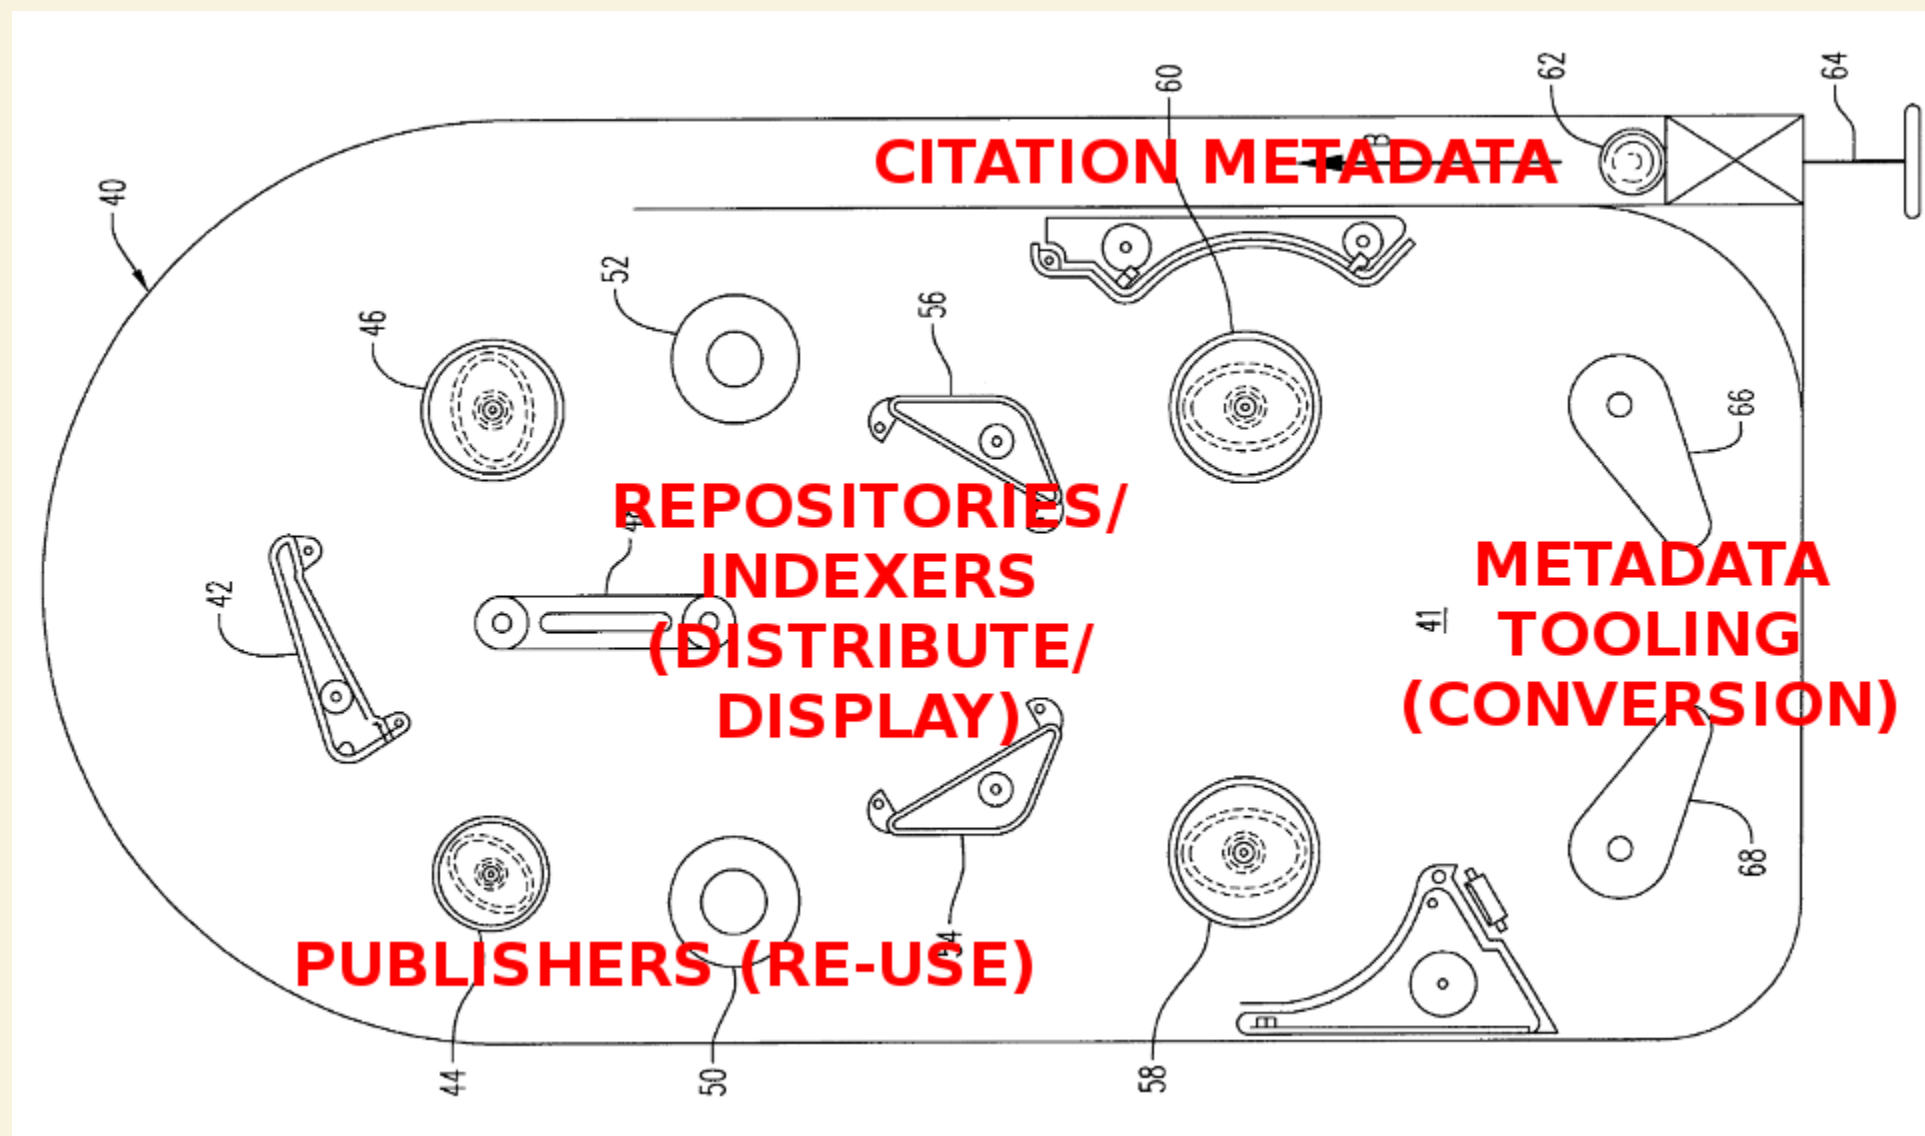 62
64
60
B
CITATION METADATA
40
52
46
56
66
REPOSITORIES/
INDEXERS
(DISTRIBUTE/
DISPLAY)
42
41
METADATA
TOOLING
(CONVERSION)
68
54
PUBLISHERS (RE-USE)
44
50
58